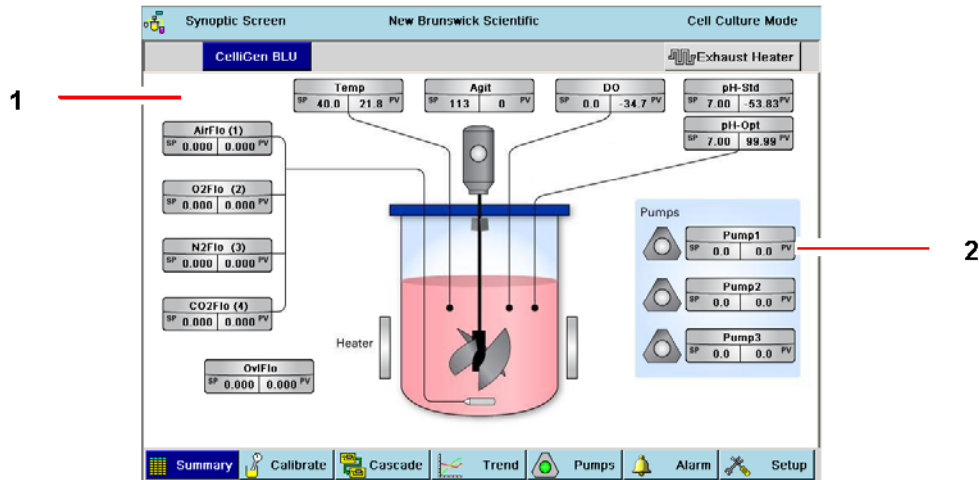 Synoptic Screen New Brunswick Scientific Cell Culture Mode
CelliGen BLU Exhaust Heater
1
Temp
SP 40.0 21.8 PV
Agit
SP 113 0 PV
DO
SP 0.0 -34.7 PV
pH-Std
SP 7.00 -53.83 PV
pH-Opt
SP 7.00 99.99 PV
AirFlo (1)
SP 0.000 0.000 PV
O2Flo (2)
SP 0.000 0.000 PV
N2Flo (3)
SP 0.000 0.000 PV
CO2Flo (4)
SP 0.000 0.000 PV
OvlFlo
SP 0.000 0.000 PV
Heater
Pumps
Pump1
SP 0.0 0.0 PV
2
Pump2
SP 0.0 0.0 PV
Pump3
SP 0.0 0.0 PV
Summary Calibrate Cascade Trend Pumps Alarm Setup